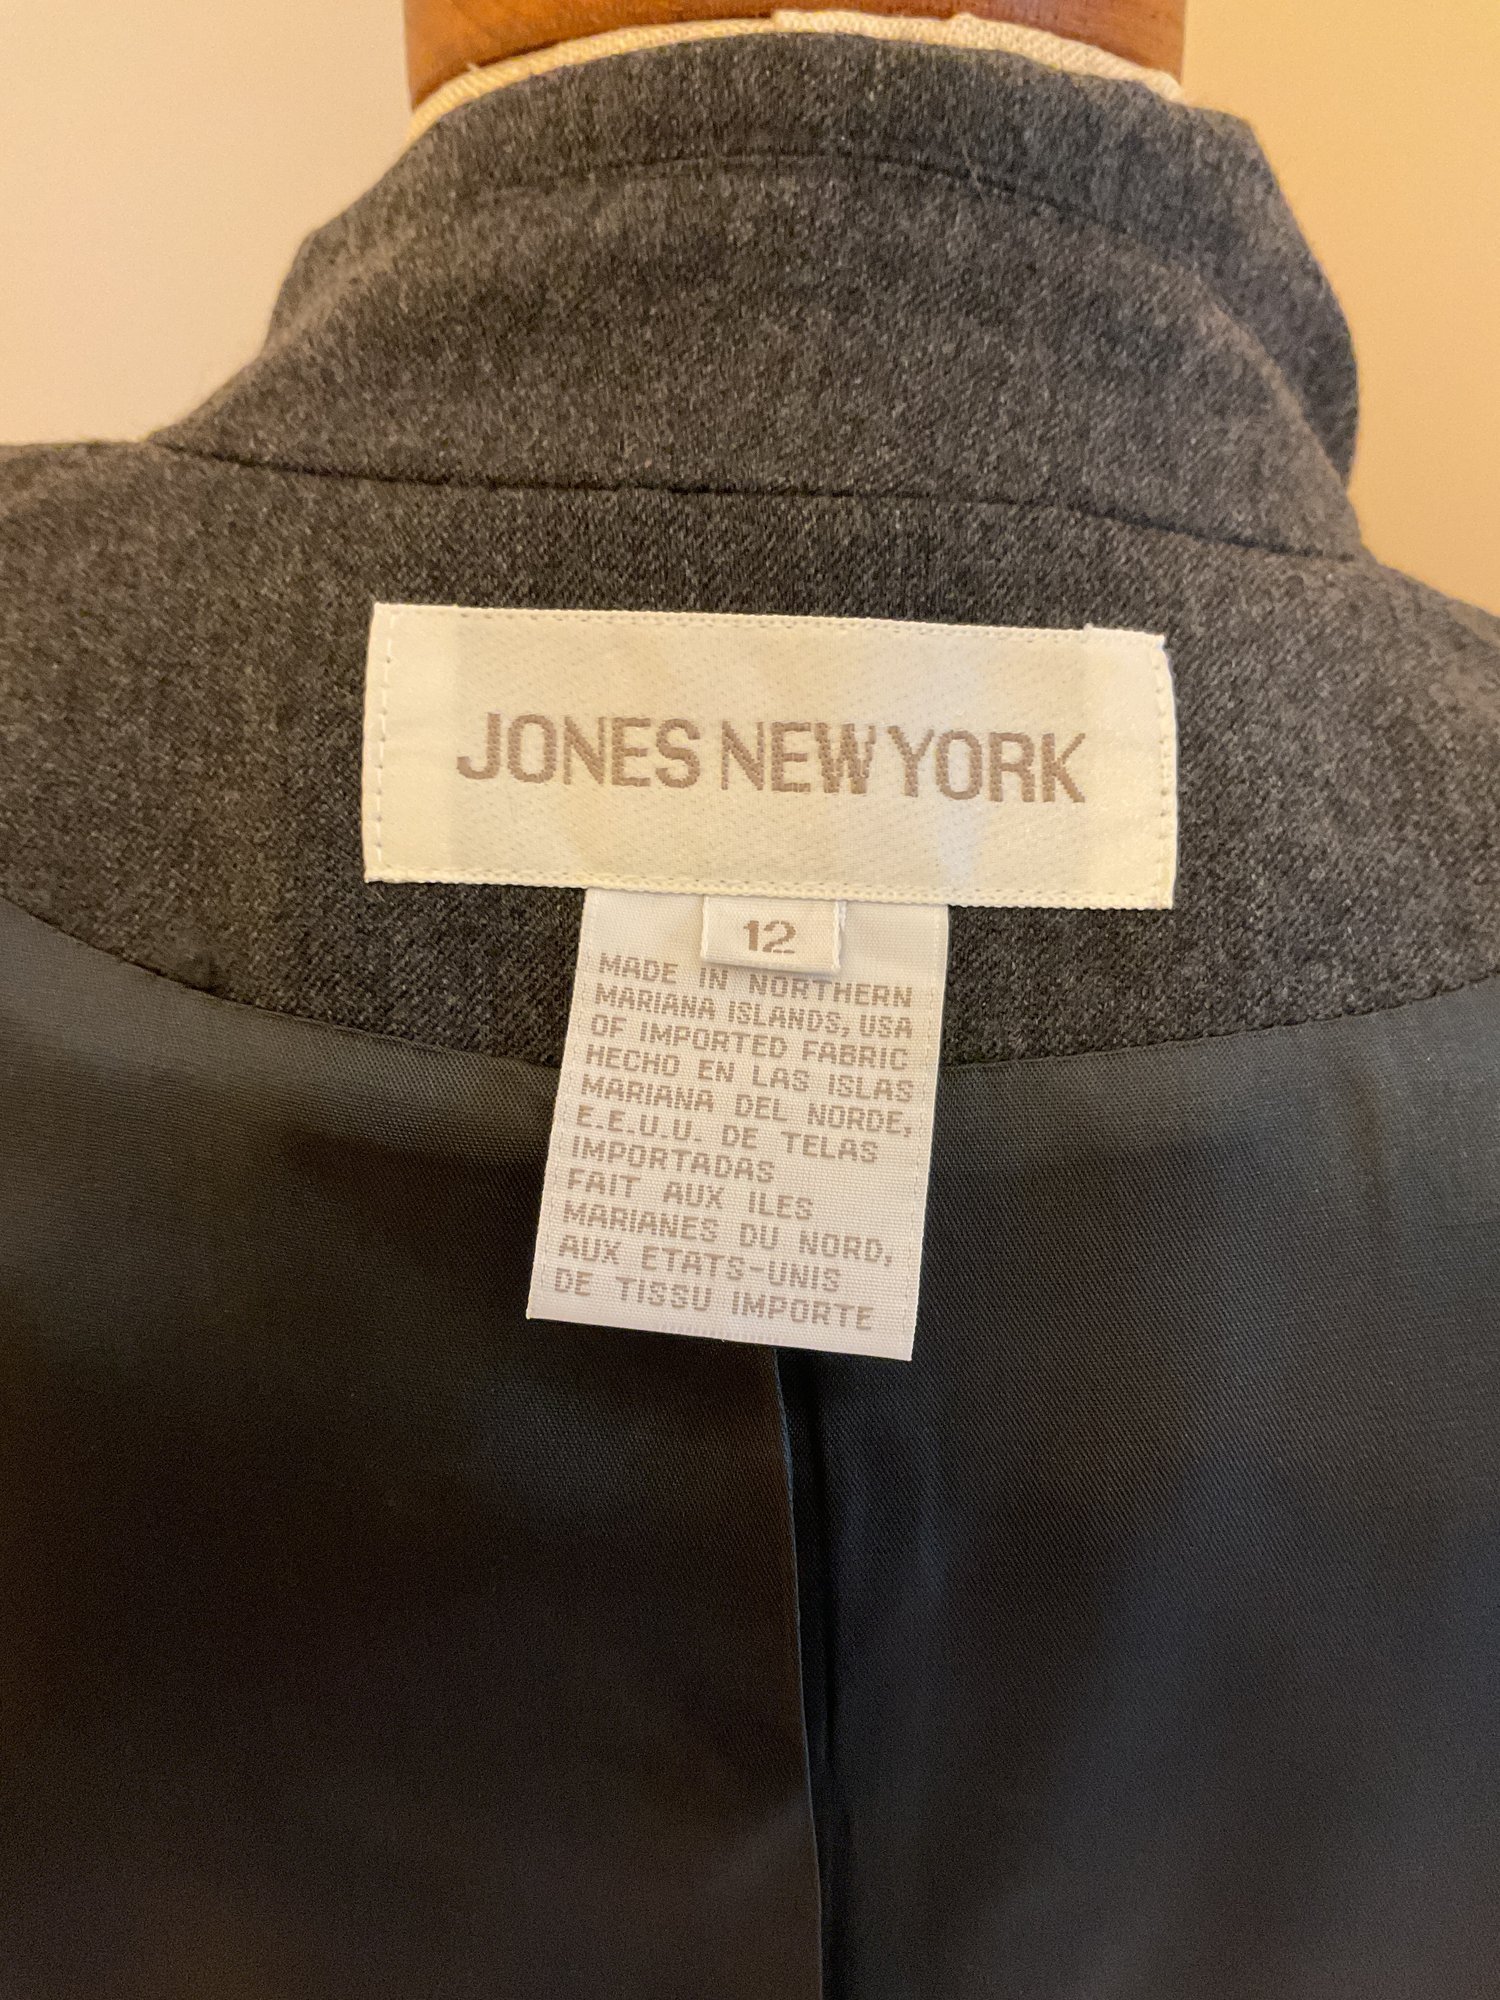 JONES NEW YORK
12
MADE IN NORTHERN
MARIANA ISLANDS, USA
OF IMPORTED FABRIC
HECHO EN LAS ISLAS
MARIANA DEL NORDE,
E.E.U.U. DE TELAS
IMPORTADAS
FAIT AUX ILES
MARIANES DU NORD,
AUX ETATS-UNIS
DE TISSU IMPORTE